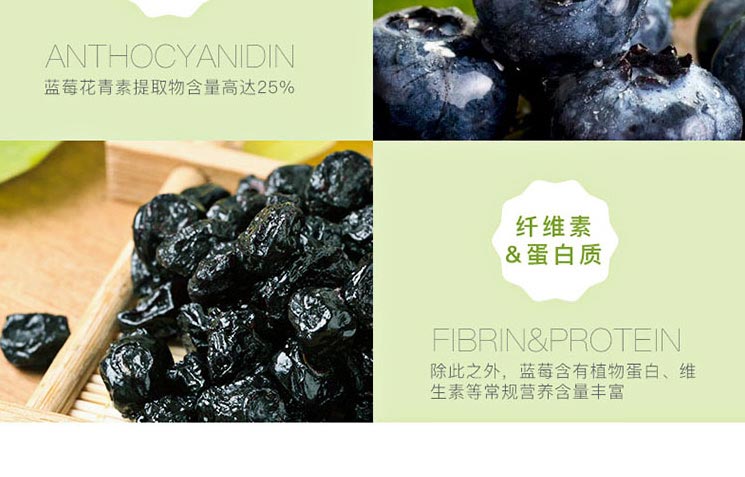 ANTHOCYANIDIN
蓝莓花青素提取物含量高达25%
纤维素
&蛋白质
FIBRIN&PROTEIN
除此之外，蓝莓含有植物蛋白、维
生素等常规营养含量丰富